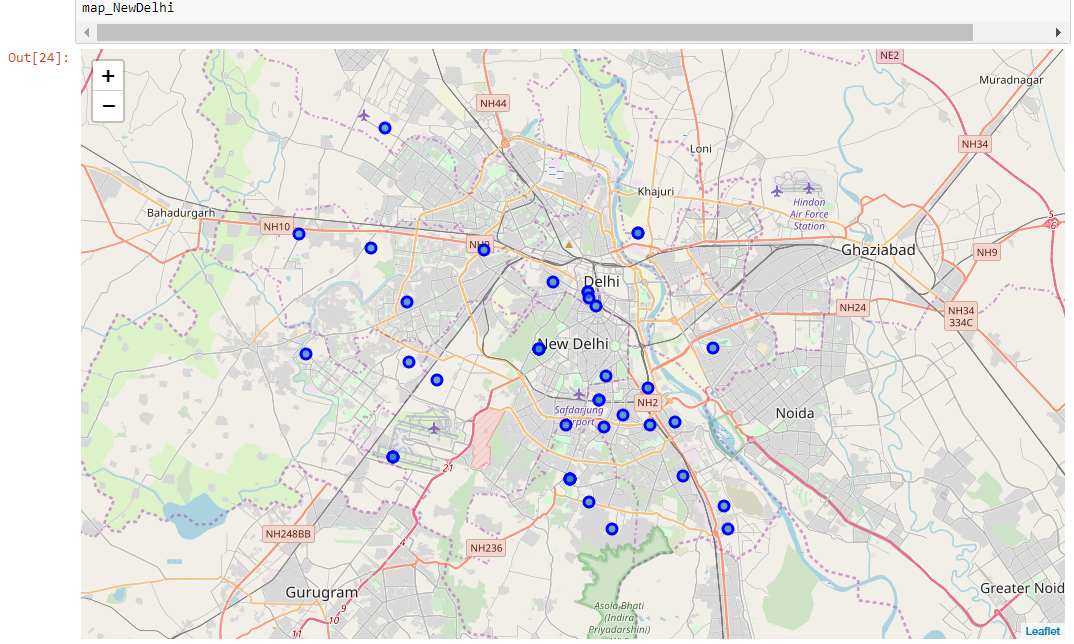 map_NewDelhi
Out[24]:
+
−
NE2
Muradnagar
NH44
NH34
Loni
Khajuri
Hindon
Air Force
Station
Bahadurgarh
NH10
5
6
NH9
Ghaziabad
NH9
Delhi
NH24
NH34
334C
New Delhi
NH2
Safdarjung
Noida
21
NH248BB
4
NH236
Gurugram
9
10
11
Asola Bhati
(Indira
Priyadarshini)
Greater Noid
Leaflet